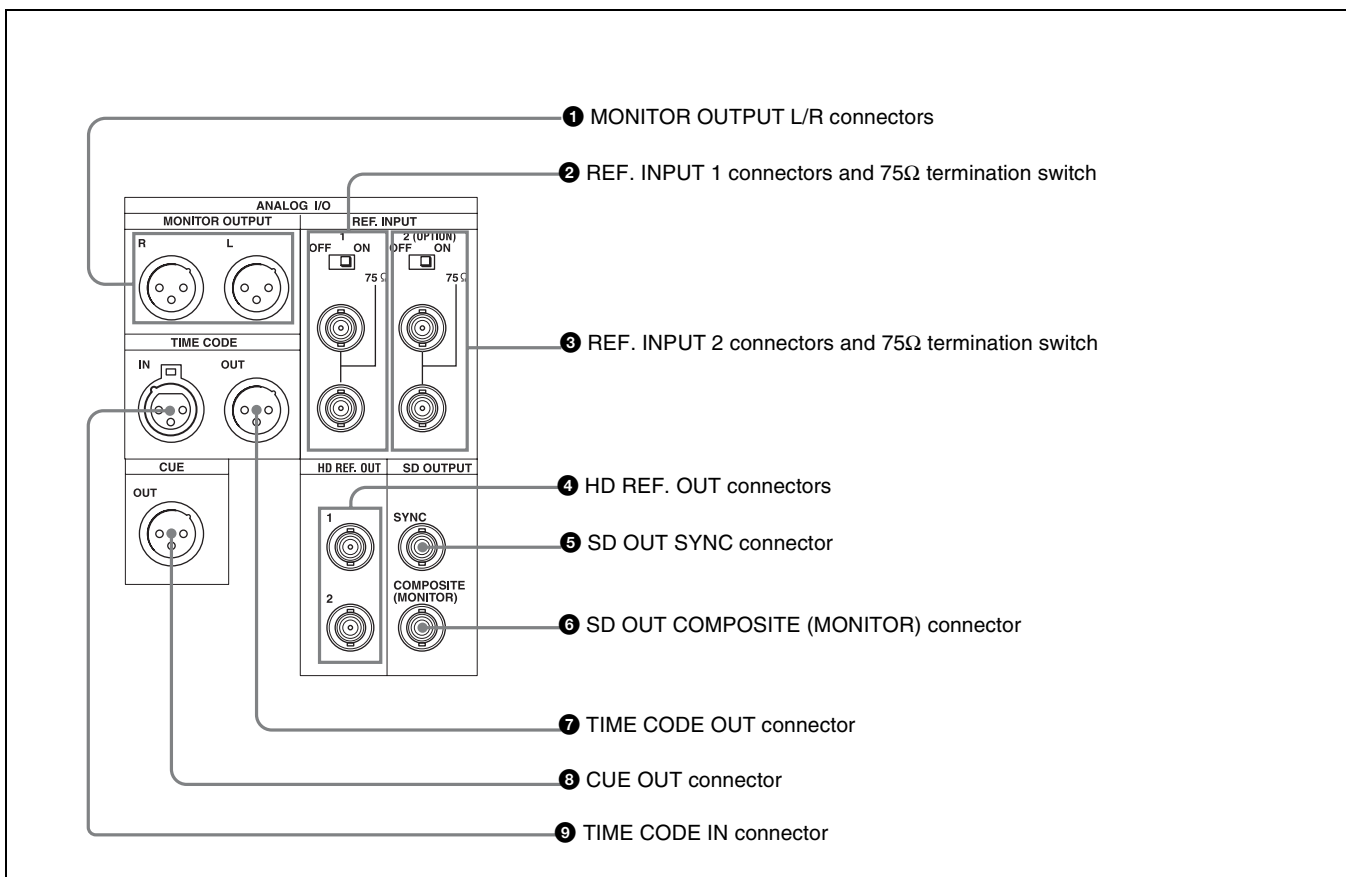 ❶ MONITOR OUTPUT L/R connectors
❷ REF. INPUT 1 connectors and 75Ω termination switch
ANALOG I/O
MONITOR OUTPUT
REF. INPUT
R
L
1
OFF ON
75 Ω
2 (OPTION)
OFF ON
75 Ω
❸ REF. INPUT 2 connectors and 75Ω termination switch
TIME CODE
IN
OUT
CUE
OUT
HD REF. OUT
1
2
SD OUTPUT
SYNC
COMPOSITE
(MONITOR)
❹ HD REF. OUT connectors
❺ SD OUT SYNC connector
❻ SD OUT COMPOSITE (MONITOR) connector
❼ TIME CODE OUT connector
❽ CUE OUT connector
❾ TIME CODE IN connector